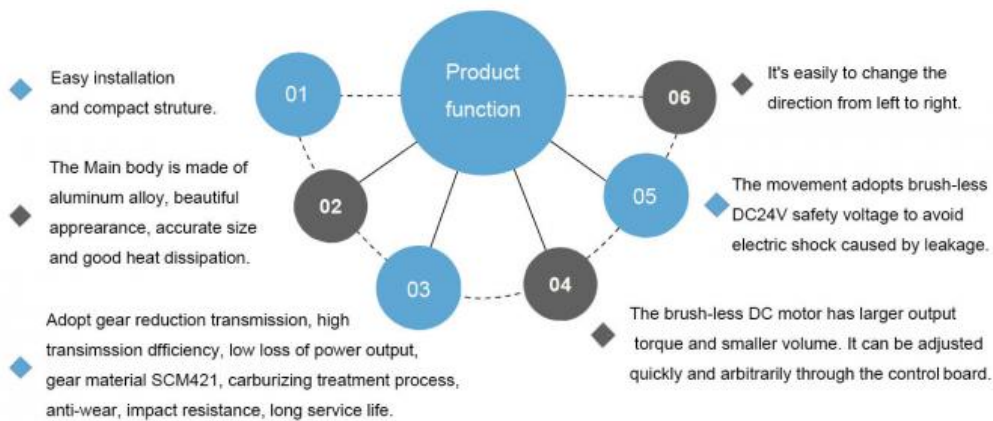 Product
function
01
Easy installation
and compact struture.
02
The Main body is made of
aluminum alloy, beautiful
apprearance, accurate size
and good heat dissipation.
03
Adopt gear reduction transmission, high
transimssion dfficiency, low loss of power output,
gear material SCM421, carburizing treatment process,
anti-wear, impact resistance, long service life.
04
The brush-less DC motor has larger output
torque and smaller volume. It can be adjusted
quickly and arbitrarily through the control board.
05
The movement adopts brush-less
DC24V safety voltage to avoid
electric shock caused by leakage.
06
It's easily to change the
direction from left to right.